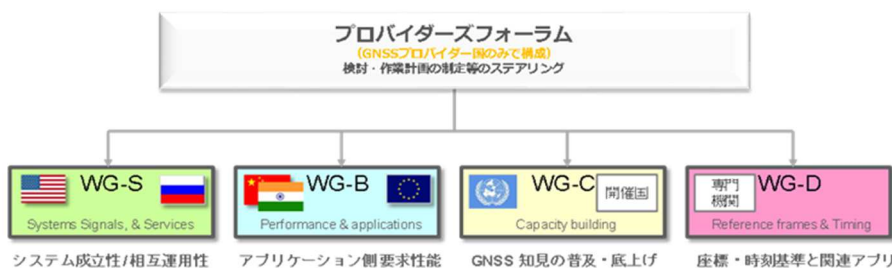 プロバイダーズフォーラム
(GNSSプロバイダー国のみで構成)
検討・作業計画の制定等のステアリング
WG-S
Systems Signals, & Services
システム成立性/相互運用性
WG-B
Performance & applications
アプリケーション側要求性能
WG-C
開催国
Capacity building
GNSS 知見の普及・底上げ
専門
機関
WG-D
Reference frames & Timing
座標・時刻基準と関連アプリ